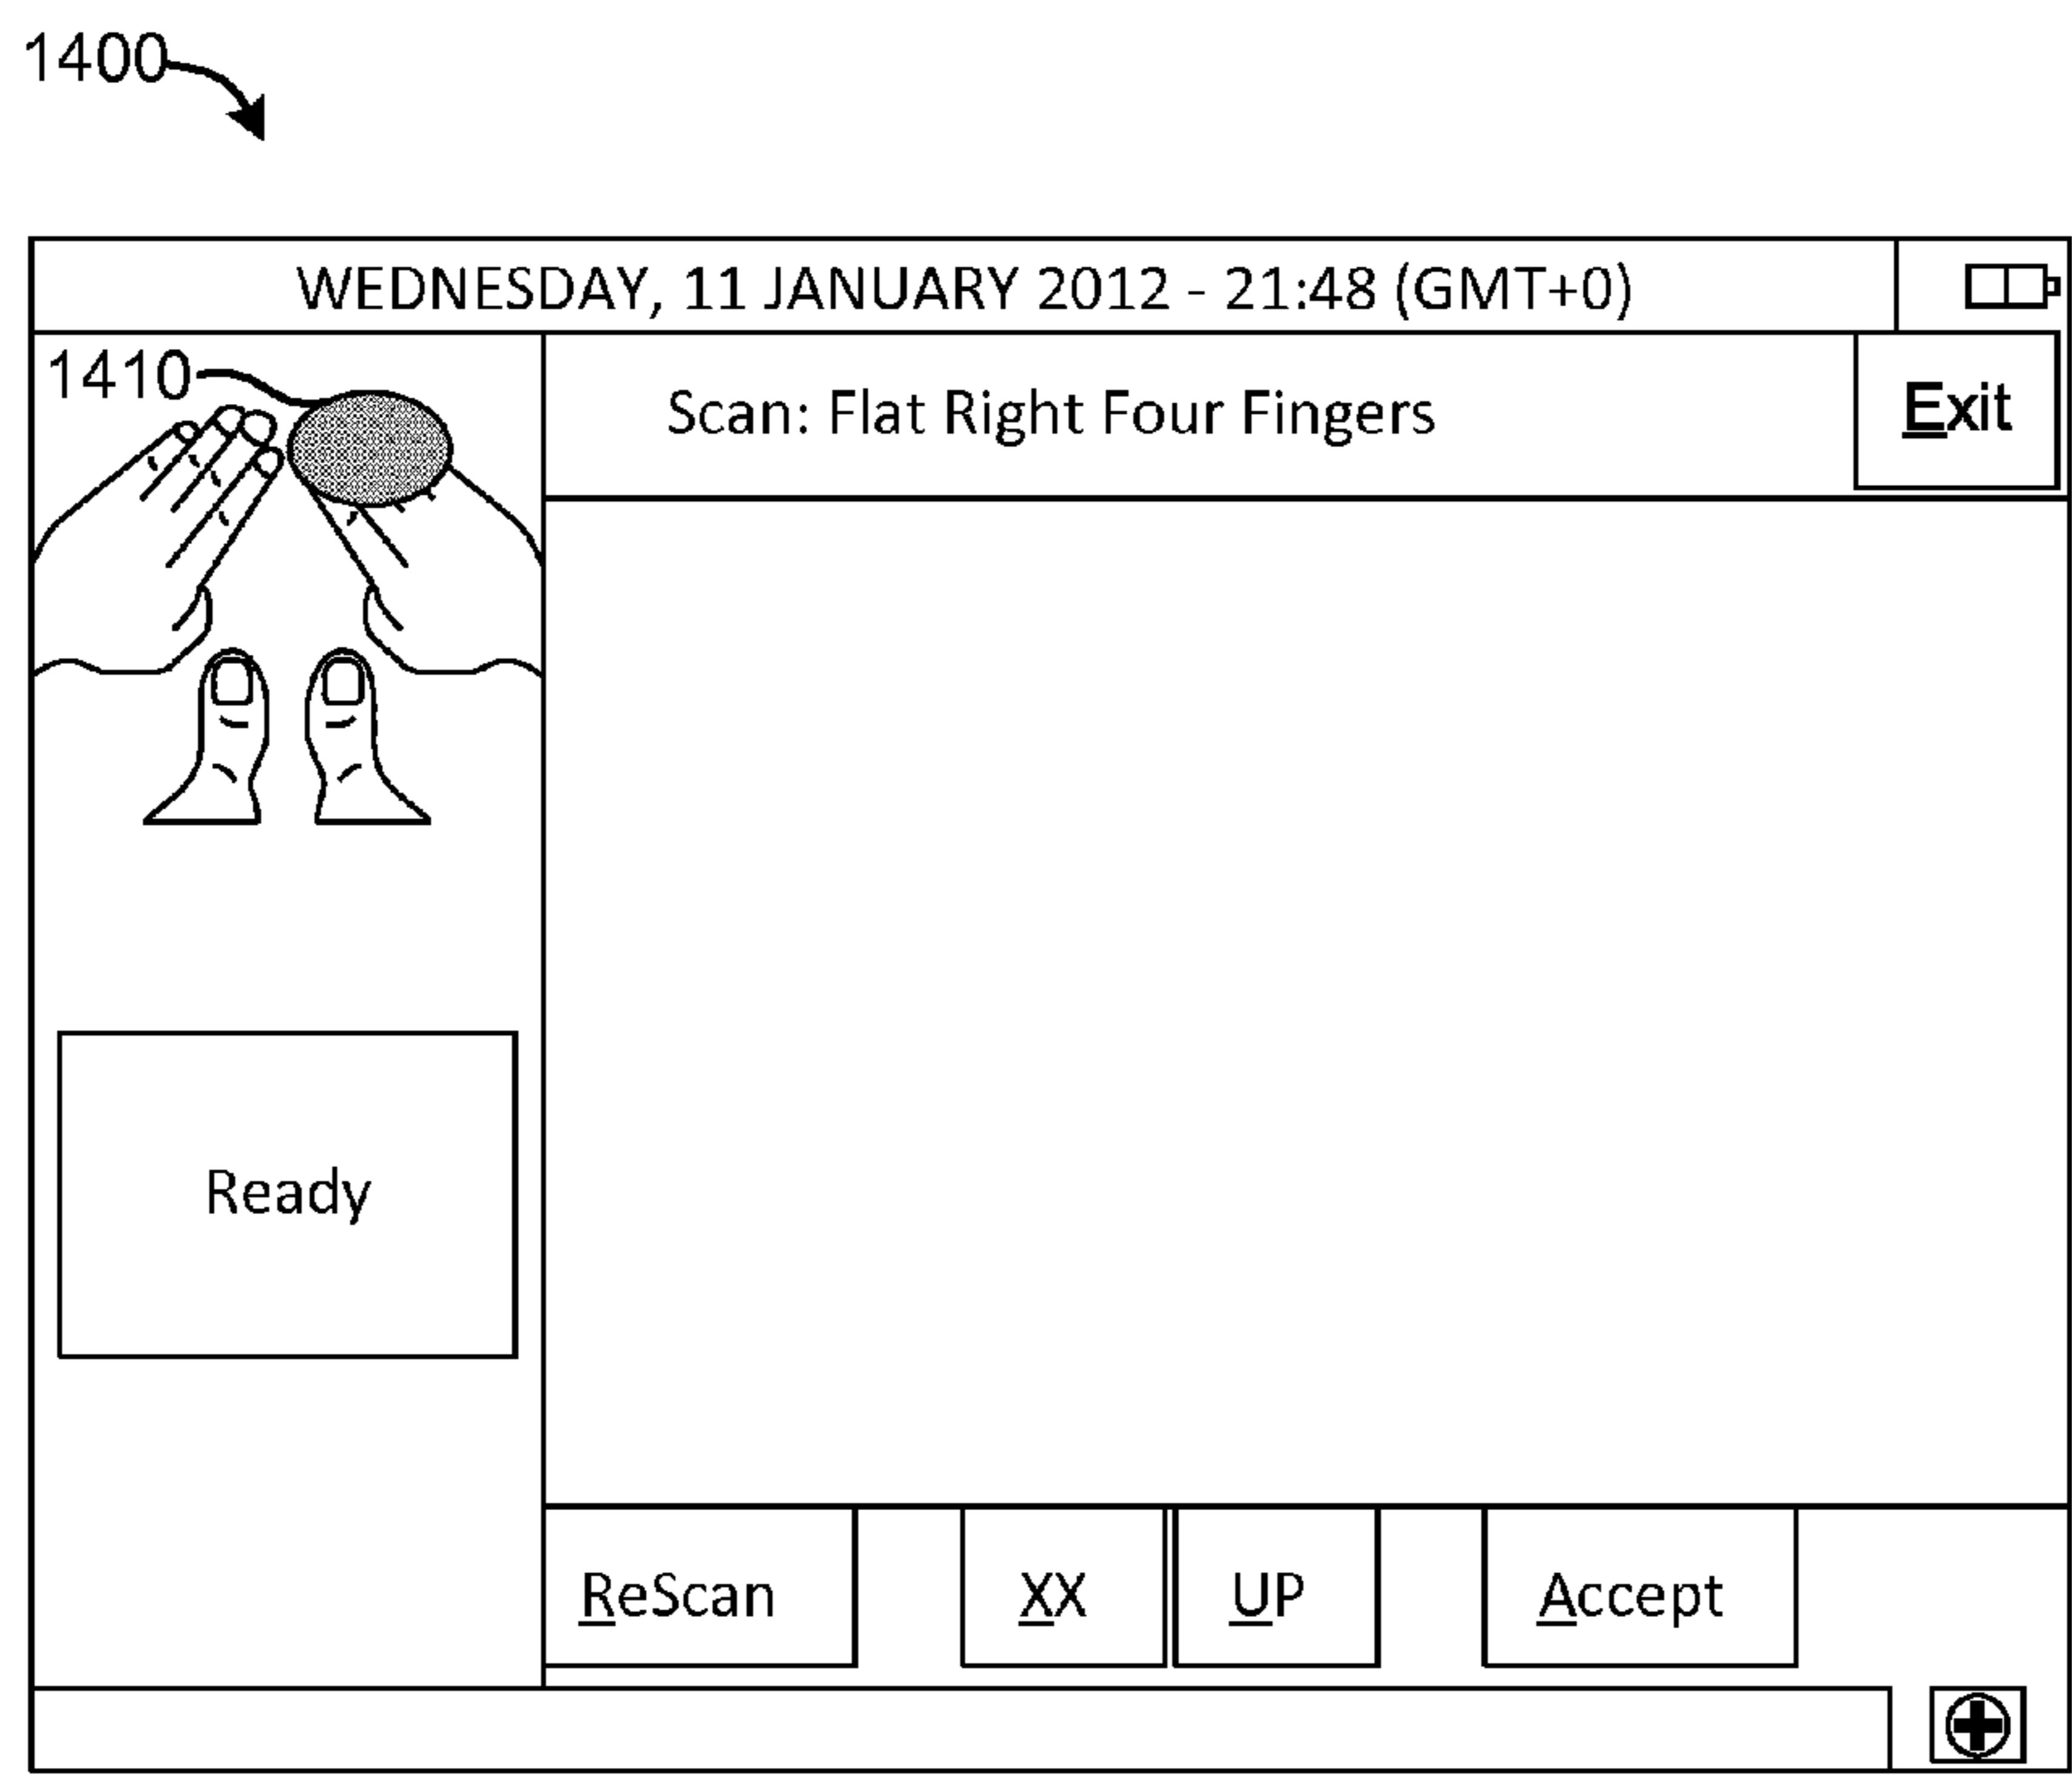 1400
WEDNESDAY, 11 JANUARY 2012 - 21:48 (GMT+0)
1410
Scan: Flat Right Four Fingers
Exit
Ready
ReScan
XX
UP
Accept